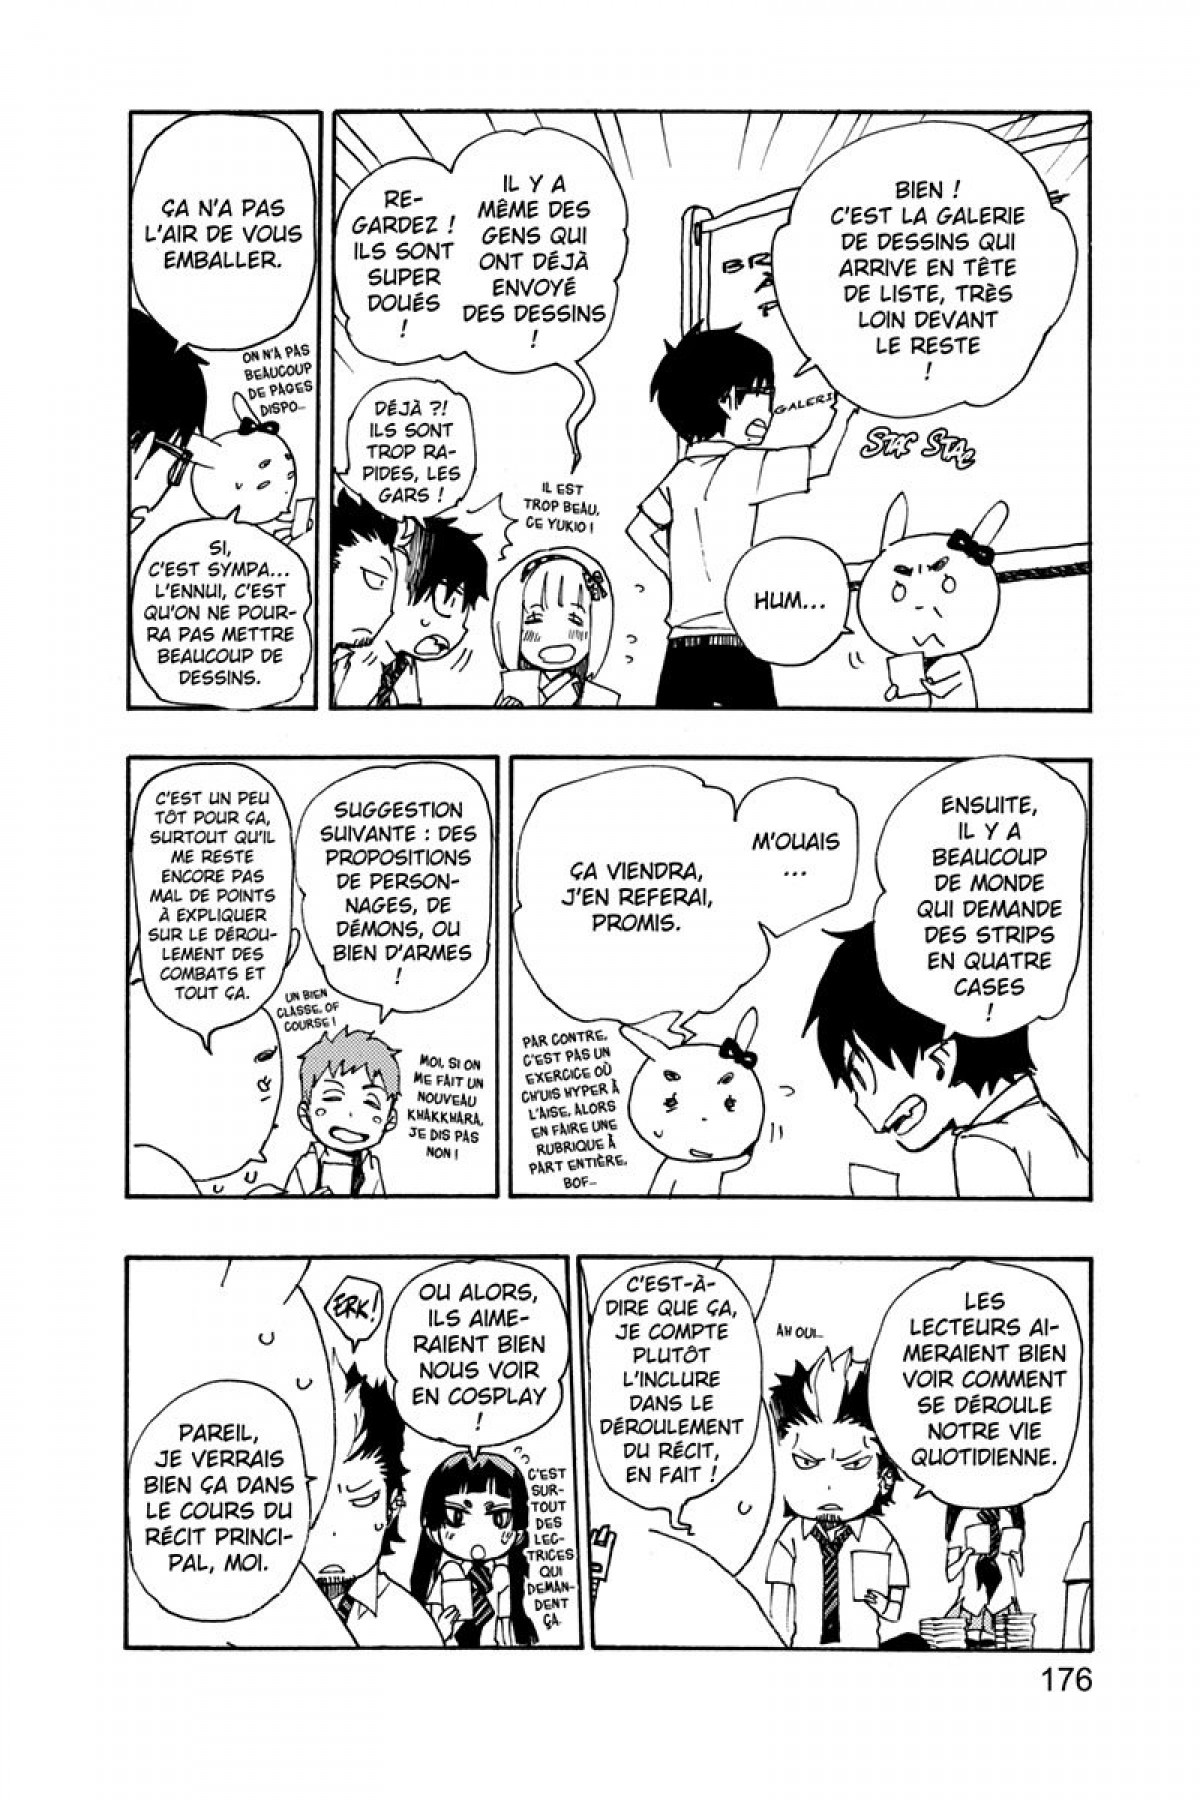 BIEN !
C'EST LA GALERIE
DE DESSINS QUI
ARRIVE EN TÊTE
DE LISTE, TRÈS
LOIN DEVANT
LE RESTE
!
GALERI
STAC STAC
HUM...
IL Y A
MÊME DES
GENS QUI
ONT DÉJÀ
ENVOYÉ
DES DESSINS
!
RE-
GARDEZ !
ILS SONT
SUPER
DOUÉS
!
IL EST
TROP BEAU,
CE YUKIO !
DÉJÀ ?!
ILS SONT
TROP RA-
PIDES, LES
GARS !
ÇA N'A PAS
L'AIR DE VOUS
EMBALLER.
ON N'A PAS
BEAUCOUP
DE PAGES
DISPO...
SI,
C'EST SYMPA...
L'ENNUI, C'EST
QU'ON NE POUR-
RA PAS METTRE
BEAUCOUP DE
DESSINS.
ENSUITE,
IL Y A
BEAUCOUP
DE MONDE
QUI DEMANDE
DES STRIPS
EN QUATRE
CASES
!
M'OUAIS
...
ÇA VIENDRA,
J'EN REFERAI,
PROMIS.
PAR CONTRE,
C'EST PAS UN
EXERCICE OÙ
CH'UIS HYPER À
L'AISE, ALORS
EN FAIRE UNE
RUBRIQUE À
PART ENTIÈRE,
BOF...
SUGGESTION
SUIVANTE : DES
PROPOSITIONS
DE PERSON-
NAGES, DE
DÉMONS, OU
BIEN D'ARMES
!
C'EST UN PEU
TÔT POUR ÇA,
SURTOUT QU'IL
ME RESTE
ENCORE PAS
MAL DE POINTS
À EXPLIQUER
SUR LE DÉROU-
LEMENT DES
COMBATS ET
TOUT ÇA.
UN BIEN
CLASSE, OF
COURSE !
MOI, SI ON
ME FAIT UN
NOUVEAU
KHAKKHARA,
JE DIS PAS
NON !
LES
LECTEURS AI-
MERAIENT BIEN
VOIR COMMENT
SE DÉROULE
NOTRE VIE
QUOTIDIENNE.
AH OUI...
C'EST-À-
DIRE QUE ÇA,
JE COMPTE
PLUTÔT
L'INCLURE
DANS LE
DÉROULEMENT
DU RÉCIT,
EN FAIT !
OU ALORS,
ILS AIME-
RAIENT BIEN
NOUS VOIR
EN COSPLAY
!
C'EST
SUR-
TOUT
DES
LEC-
TRICES
QUI
DEMAN-
DENT
ÇA.
ERK!
PAREIL,
JE VERRAIS
BIEN ÇA DANS
LE COURS DU
RÉCIT PRINCI-
PAL, MOI.
176